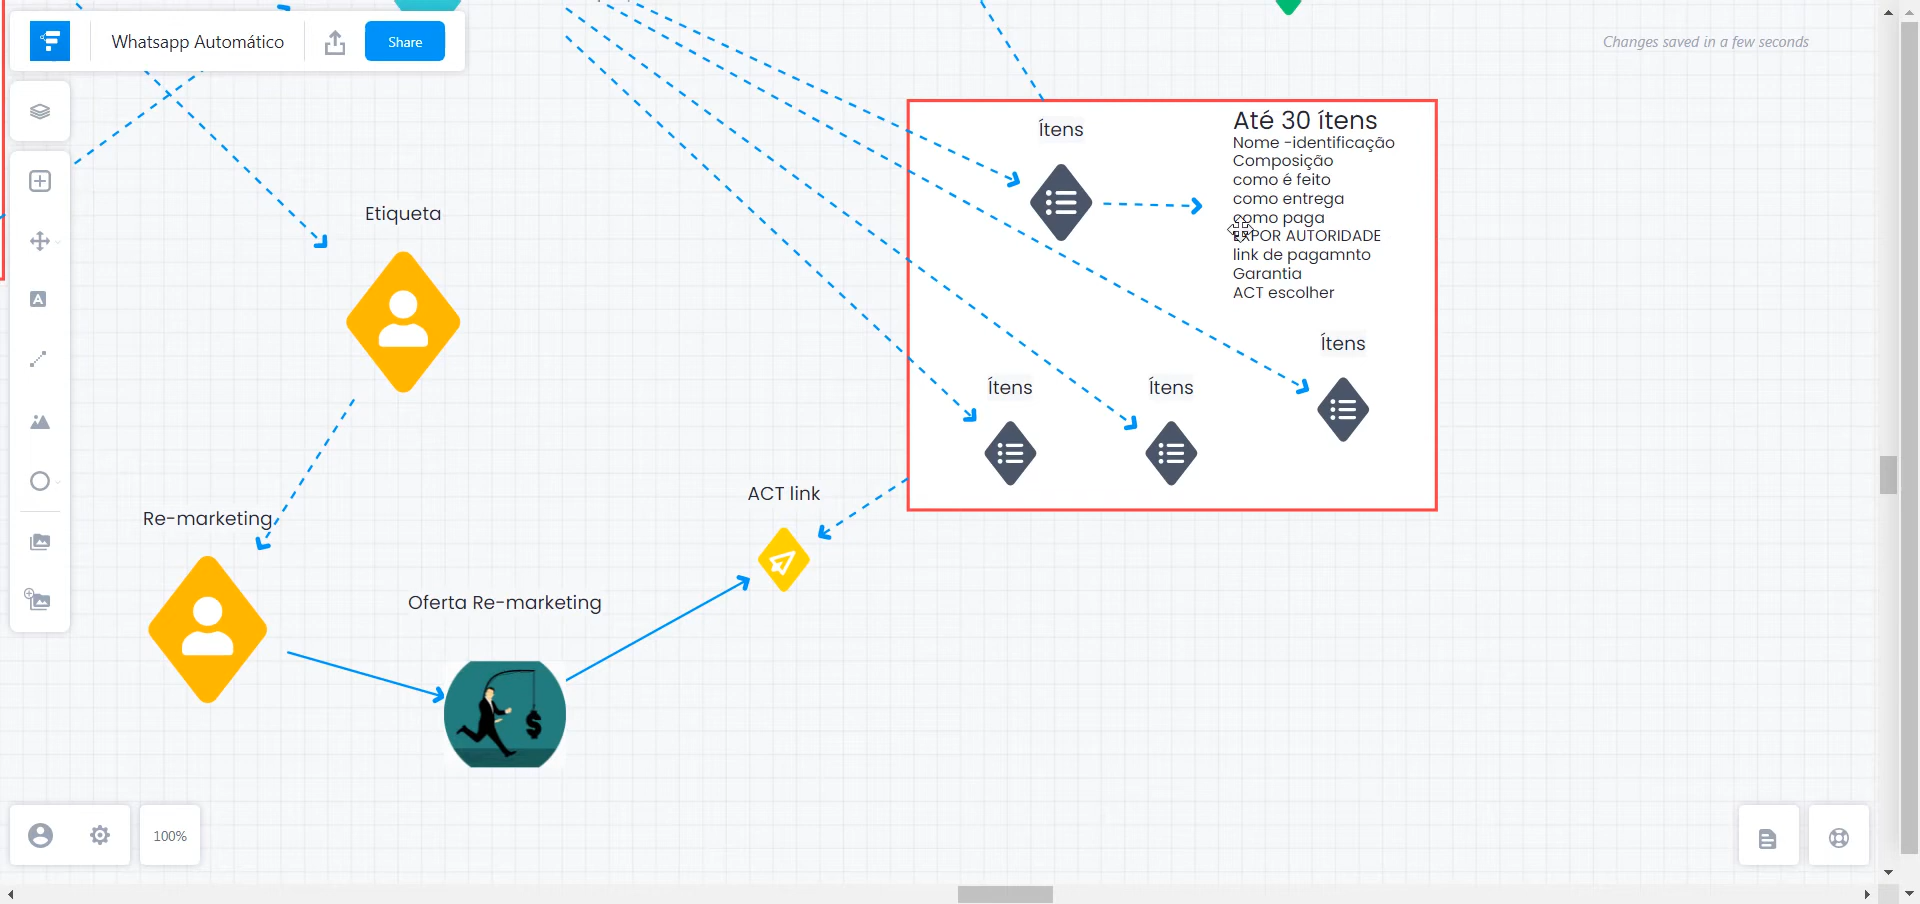 Whatsapp Automático
Share
Changes saved in a few seconds
Ítens
Até 30 ítens
Nome -identificação
Composição
como é feito
como entrega
como paga
EXPOR AUTORIDADE
link de pagamnto
Garantia
ACT escolher
Etiqueta
Ítens
Ítens
Ítens
ACT link
Re-marketing
Oferta Re-marketing
100%